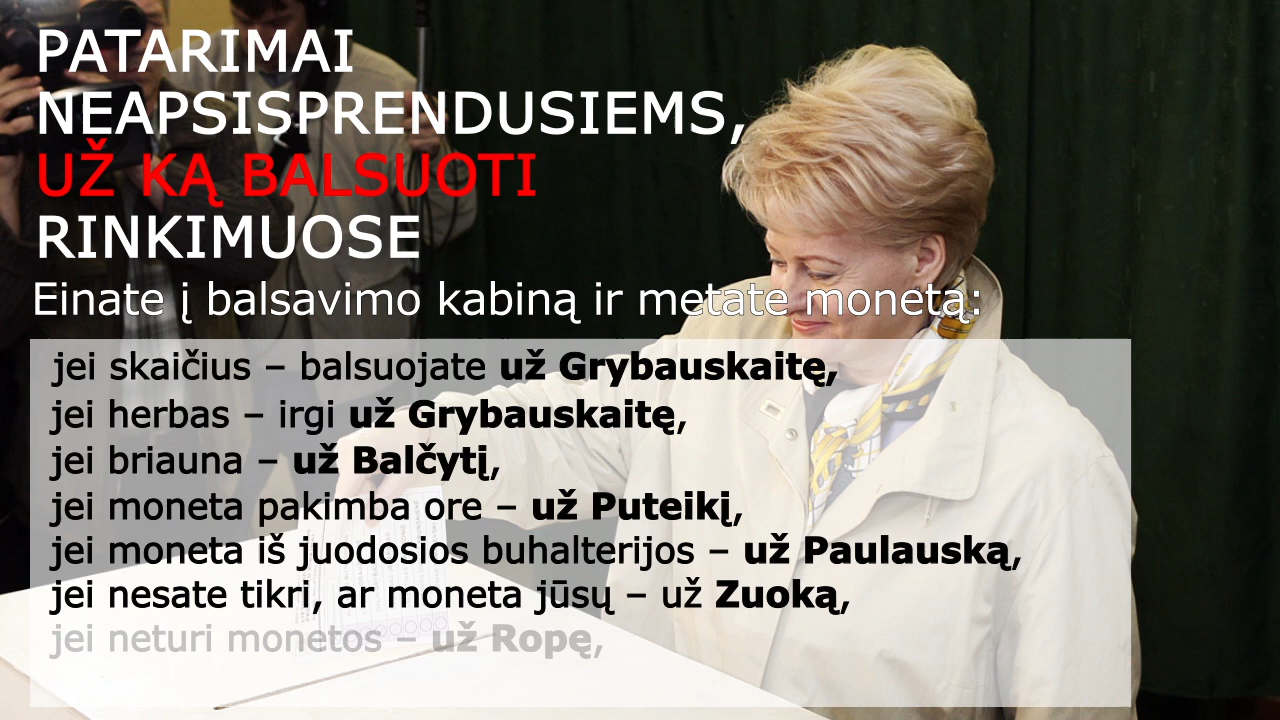 PATARIMAI
NEAPSISPRENDUSIEMS,
UŽ KĄ BALSUOTI
RINKIMUOSE
Einate į balsavimo kabiną ir metate monetą:
jei skaičius – balsuojate už Grybauskaitę,
jei herbas – irgi už Grybauskaitę,
jei briauna – už Balčytį,
jei moneta pakimba ore – už Puteikį,
jei moneta iš juodosios buhalterijos – už Paulauską,
jei nesate tikri, ar moneta jūsų – už Zuoką,
jei neturi monetos – už Ropę,